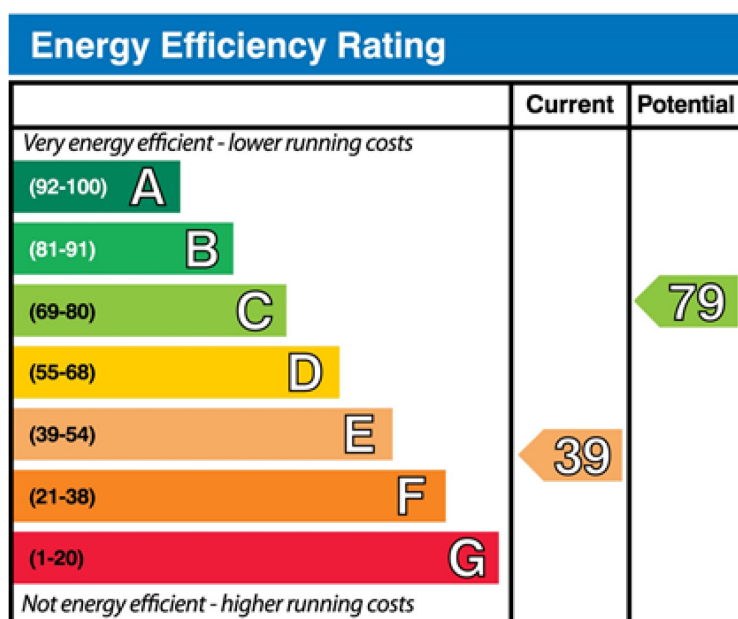 Energy Efficiency Rating
Current Potential
Very energy efficient - lower running costs
(92-100) A
(81-91) B
(69-80) C
79
(55-68) D
(39-54) E
39
(21-38) F
(1-20) G
Not energy efficient - higher running costs